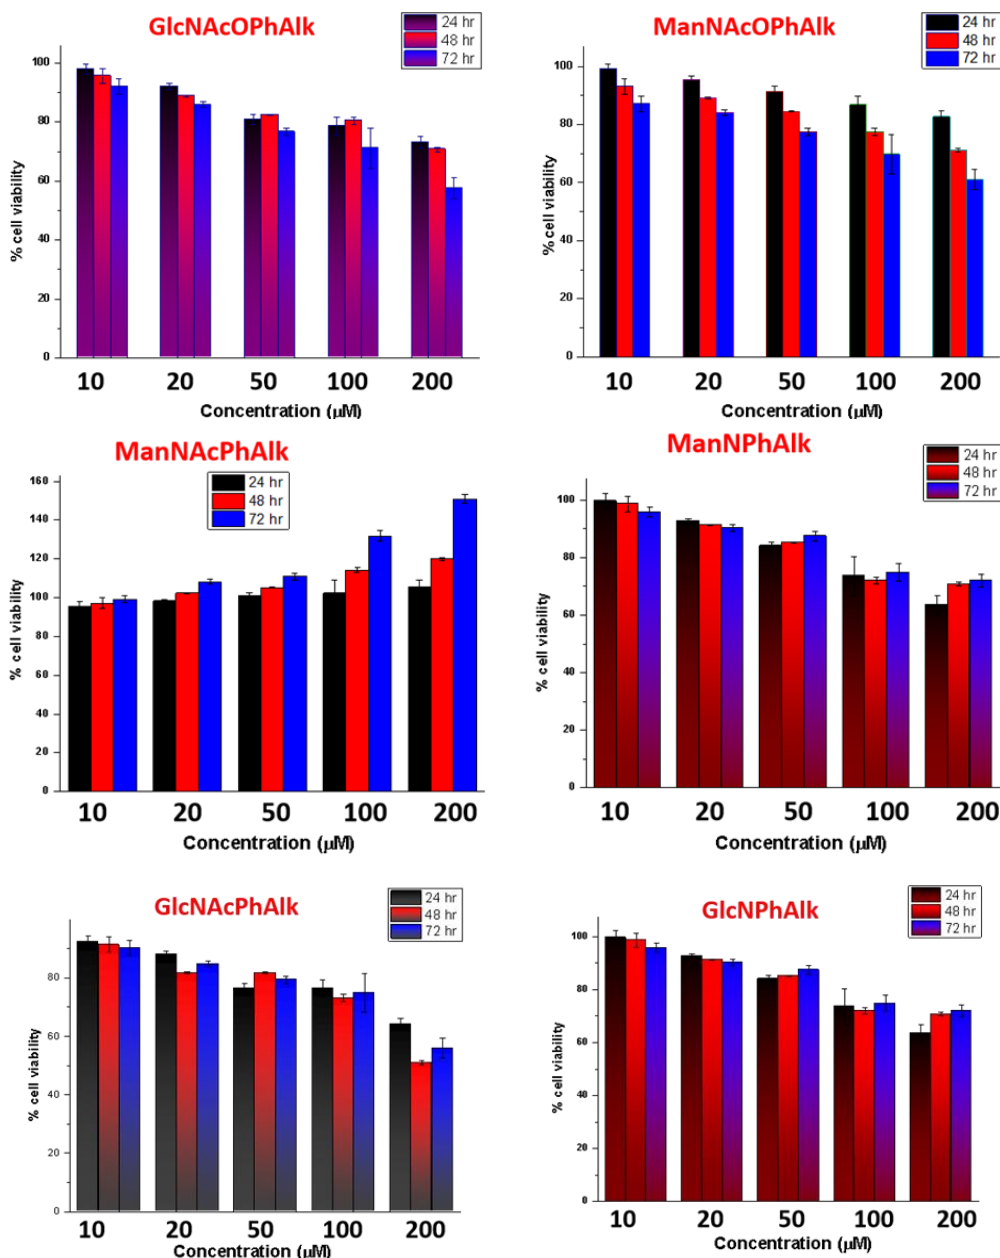 GlcNAcOPhAlk
24 hr
48 hr
72 hr
100
80
60
40
20
0
% cell viability
10 20 50 100 200
Concentration (µM)
ManNAcOPhAlk
24 hr
48 hr
72 hr
100
80
60
40
20
0
% cell viability
10 20 50 100 200
Concentration (µM)
ManNAcPhAlk
24 hr
48 hr
72 hr
160
140
120
100
80
60
40
20
0
% cell viability
10 20 50 100 200
Concentration (µM)
ManNPhAlk
24 hr
48 hr
72 hr
100
80
60
40
20
0
% cell viability
10 20 50 100 200
Concentration (µM)
GlcNAcPhAlk
24 hr
48 hr
72 hr
80
60
40
20
0
% cell viability
10 20 50 100 200
Concentration (µM)
GlcNPhAlk
24 hr
48 hr
72 hr
100
80
60
40
20
0
% cell viability
10 20 50 100 200
Concentration (µM)